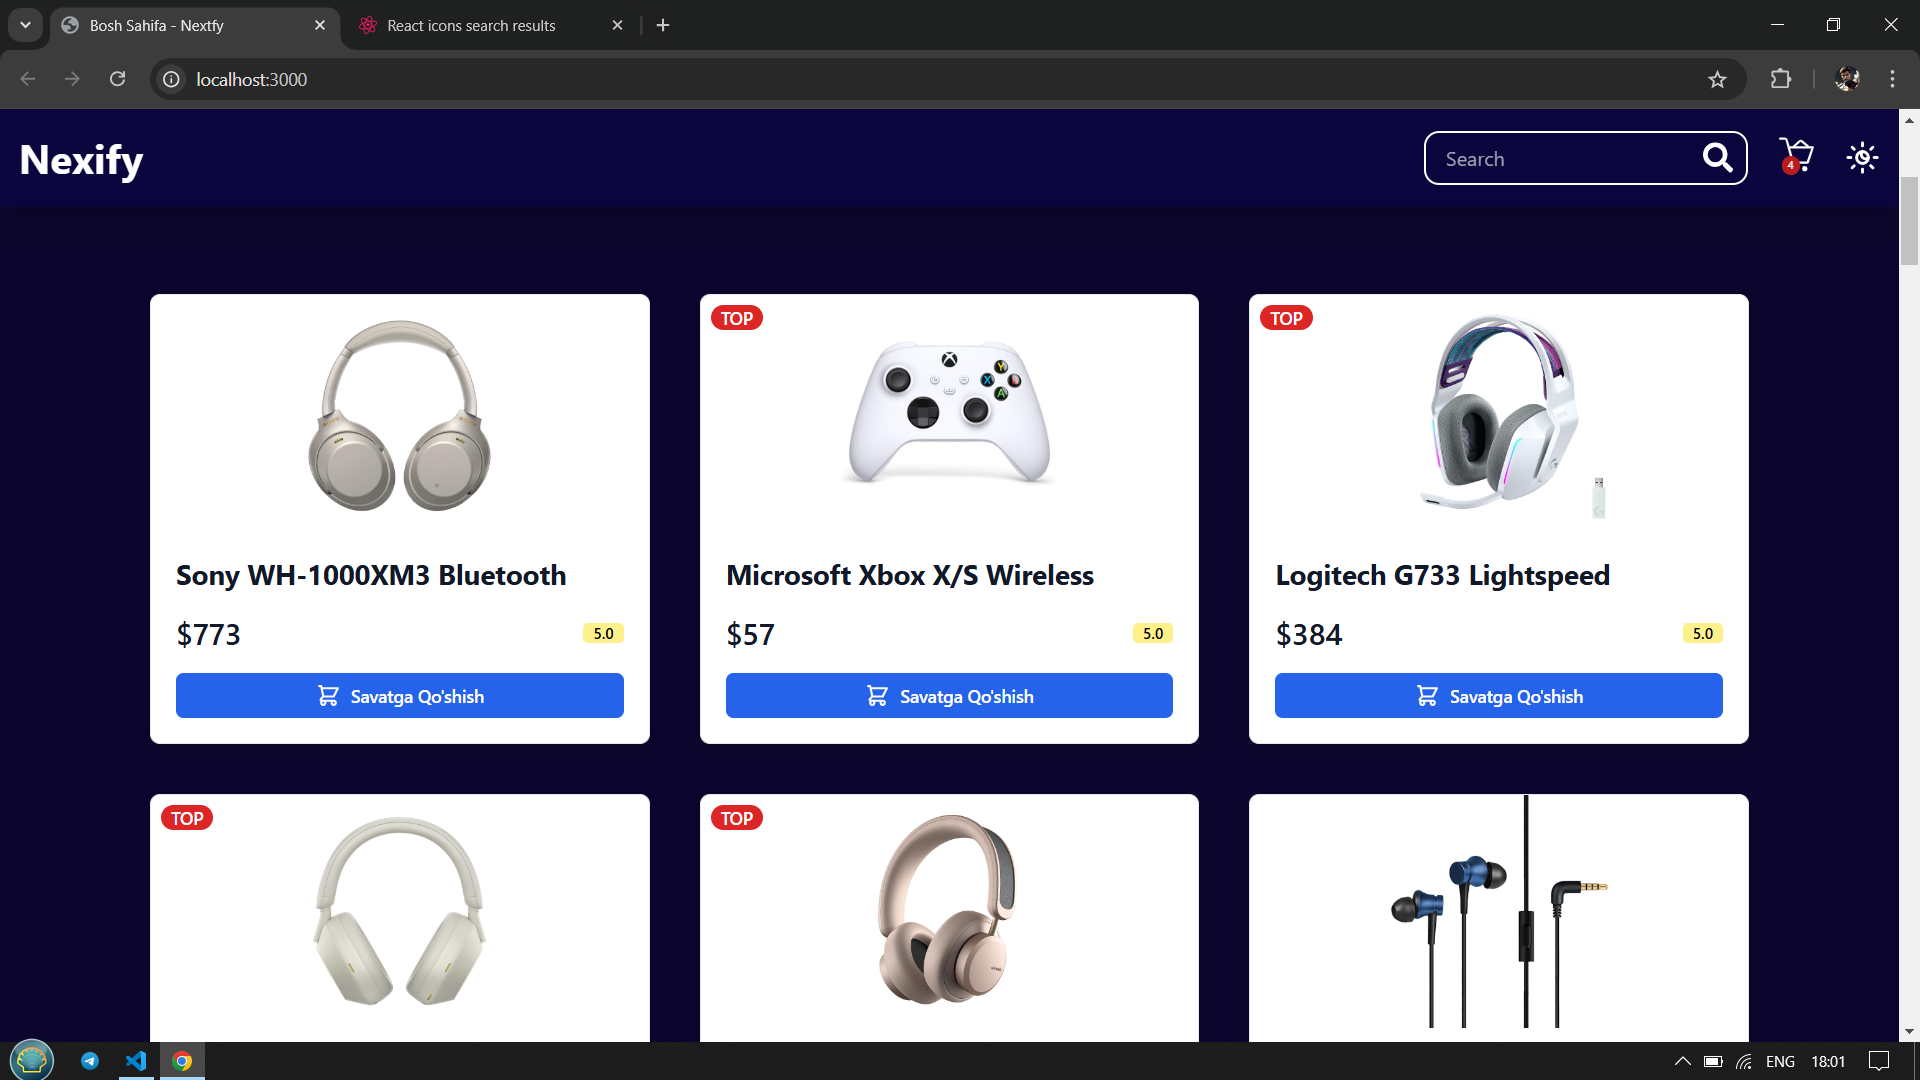 Bosh Sahifa - Nextfy
React icons search results
localhost:3000
Nexify
Search
4
TOP
TOP
Sony WH-1000XM3 Bluetooth
Microsoft Xbox X/S Wireless
Logitech G733 Lightspeed
$773
5.0
$57
5.0
$384
5.0
Savatga Qo'shish
Savatga Qo'shish
Savatga Qo'shish
TOP
TOP
ENG
18:01